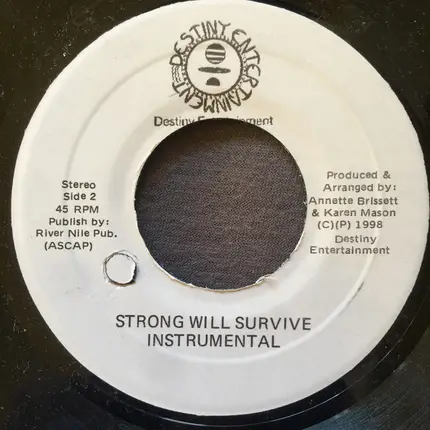 DESTINY ENTERTAINMENT
Destiny Entertainment
Stereo
Side 2
45 RPM
Publish by:
River Nile Pub.
(ASCAP)
Produced &
Arranged by:
Annette Brissett
& Karen Mason
(C)(P) 1998
Destiny
Entertainment
STRONG WILL SURVIVE
INSTRUMENTAL